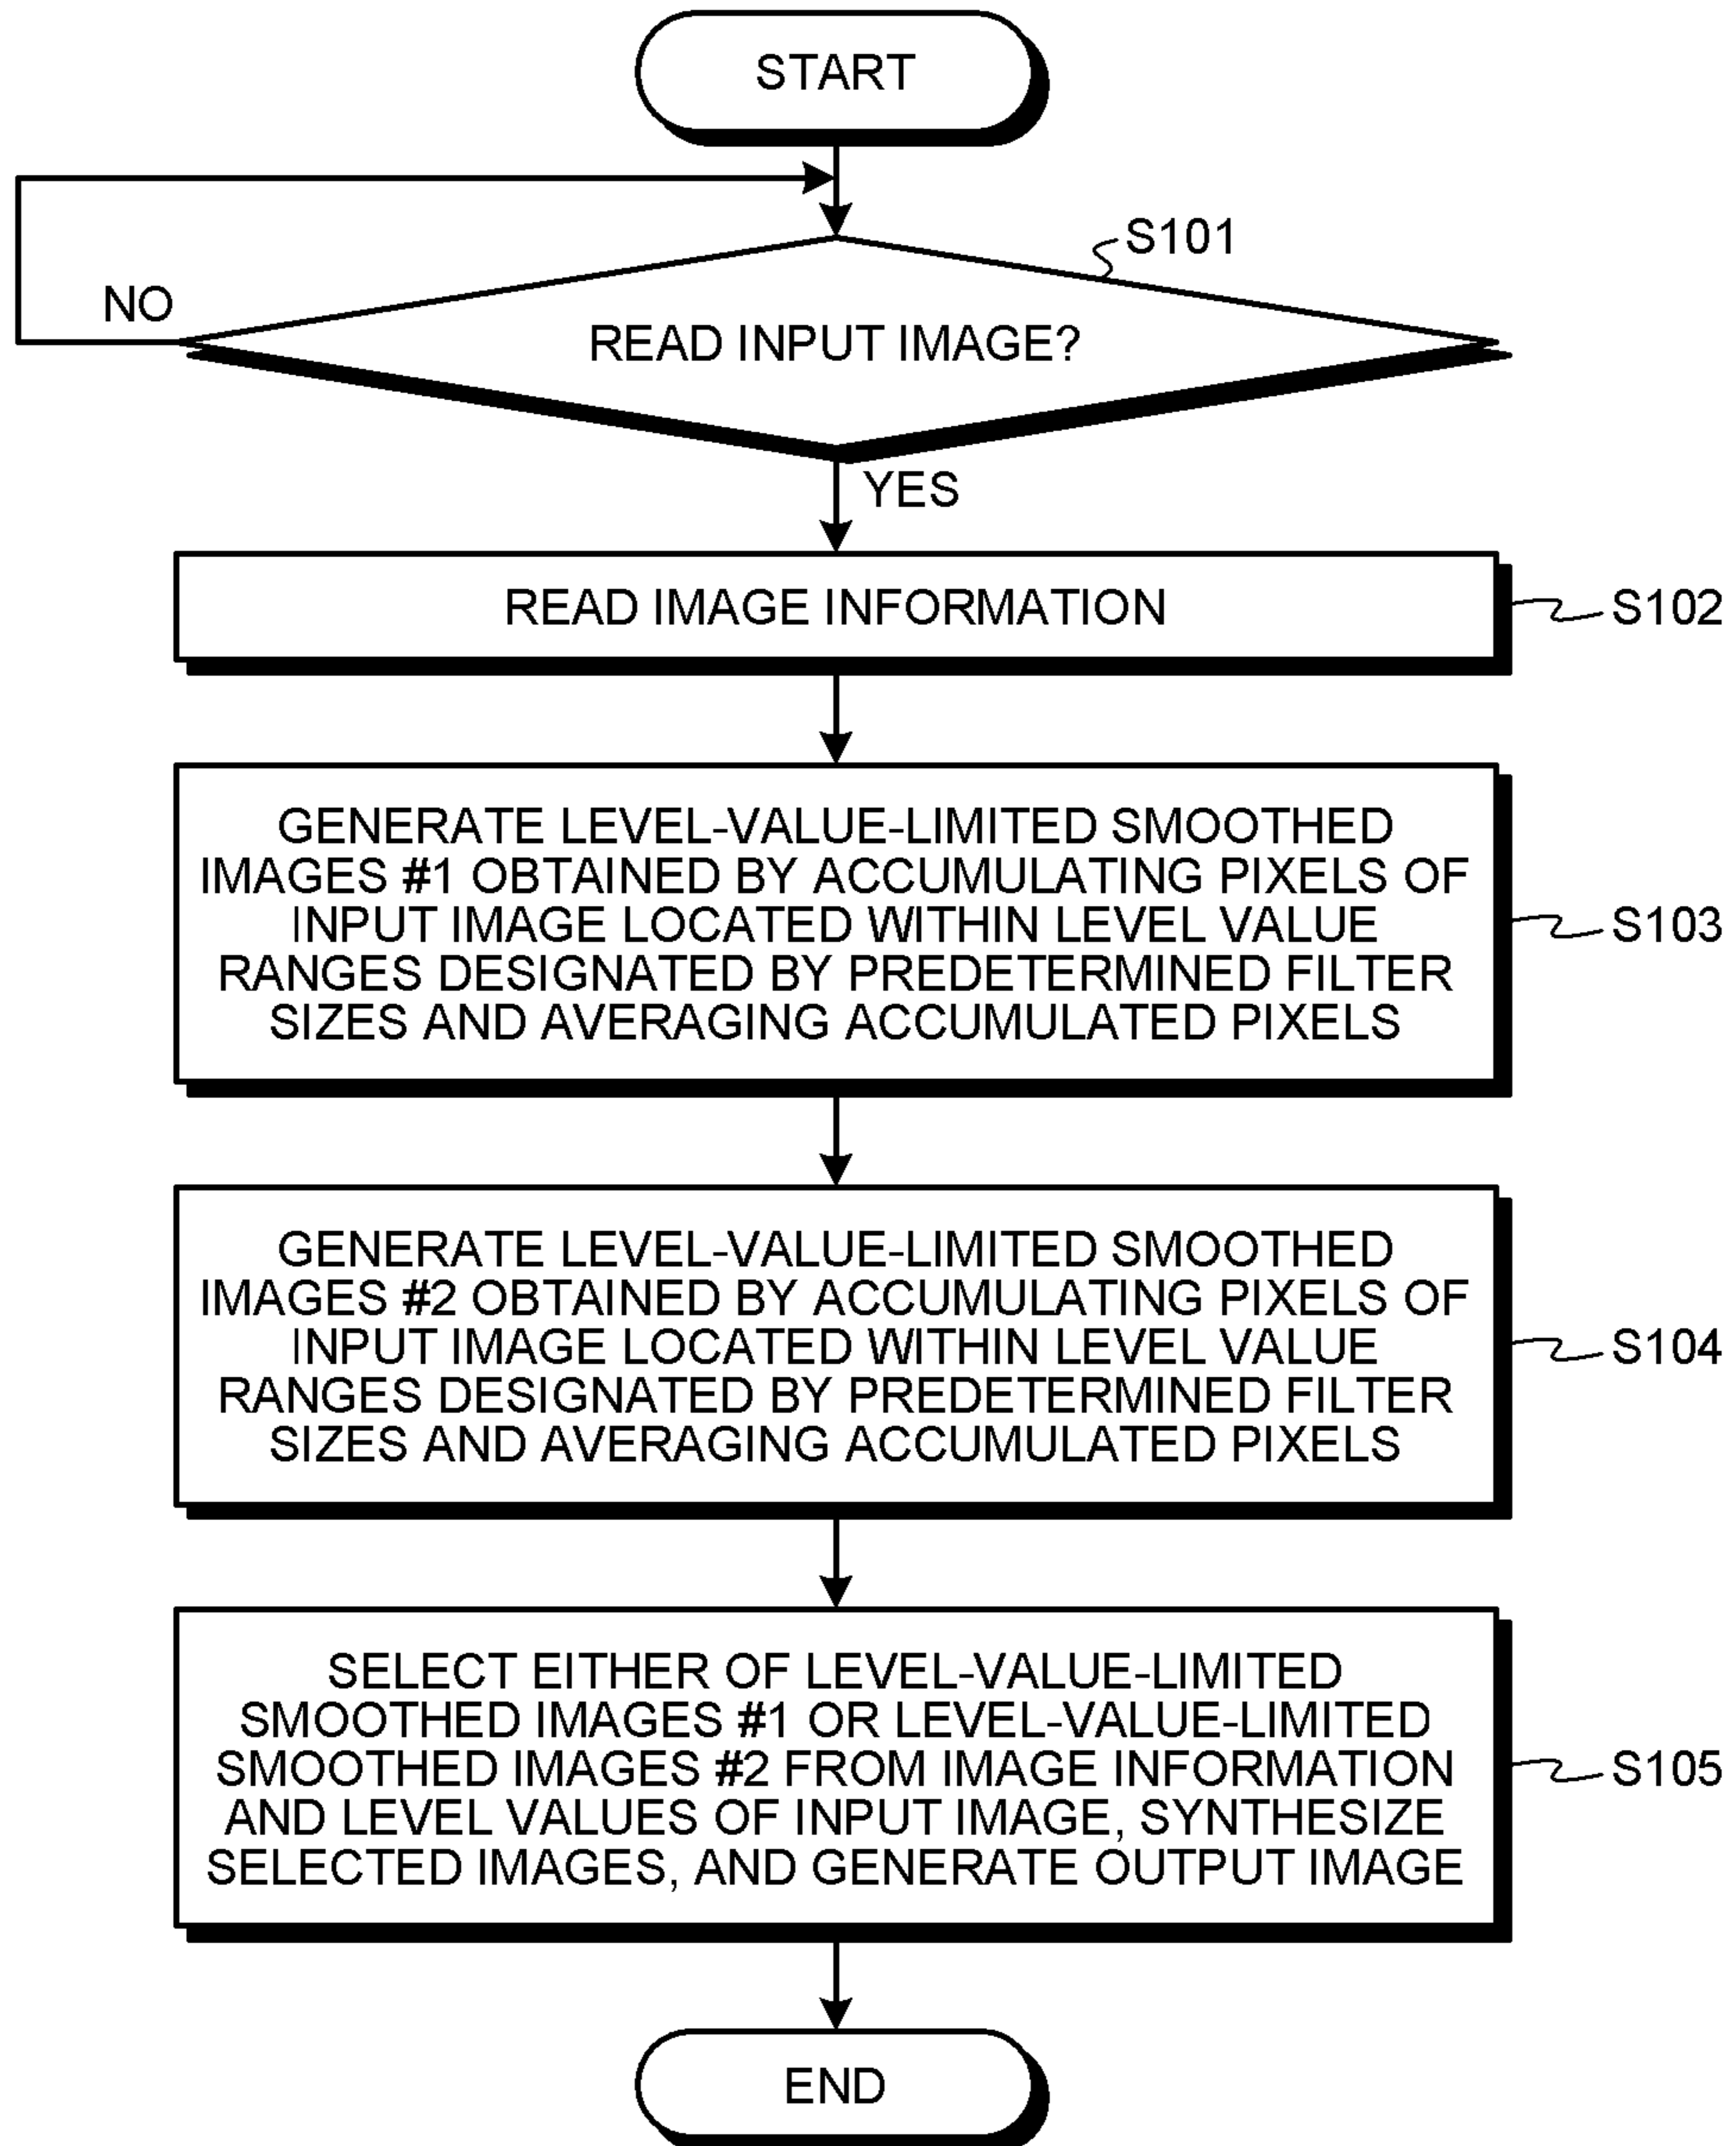 START
S101
NO
READ INPUT IMAGE?
YES
READ IMAGE INFORMATION
S102
GENERATE LEVEL-VALUE-LIMITED SMOOTHED
IMAGES #1 OBTAINED BY ACCUMULATING PIXELS OF
INPUT IMAGE LOCATED WITHIN LEVEL VALUE
RANGES DESIGNATED BY PREDETERMINED FILTER
SIZES AND AVERAGING ACCUMULATED PIXELS
S103
GENERATE LEVEL-VALUE-LIMITED SMOOTHED
IMAGES #2 OBTAINED BY ACCUMULATING PIXELS OF
INPUT IMAGE LOCATED WITHIN LEVEL VALUE
RANGES DESIGNATED BY PREDETERMINED FILTER
SIZES AND AVERAGING ACCUMULATED PIXELS
S104
SELECT EITHER OF LEVEL-VALUE-LIMITED
SMOOTHED IMAGES #1 OR LEVEL-VALUE-LIMITED
SMOOTHED IMAGES #2 FROM IMAGE INFORMATION
AND LEVEL VALUES OF INPUT IMAGE, SYNTHESIZE
SELECTED IMAGES, AND GENERATE OUTPUT IMAGE
S105
END